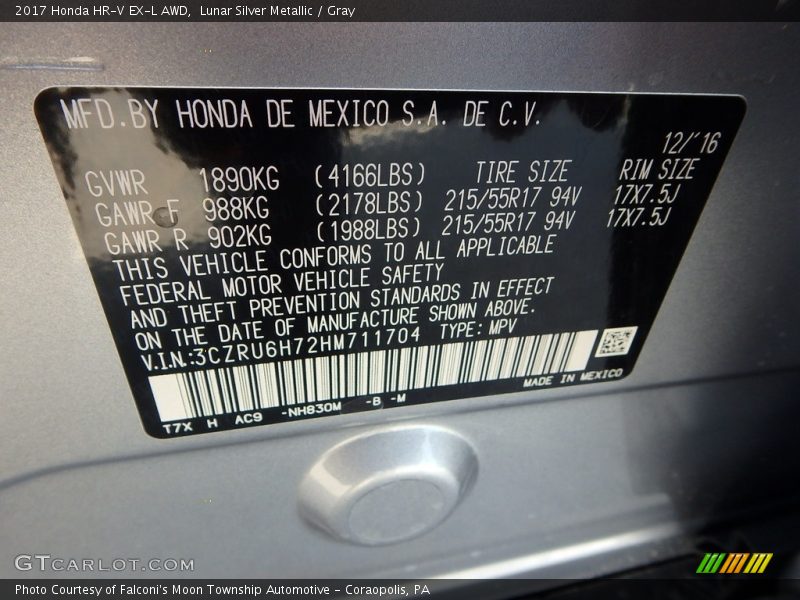 2017 Honda HR-V EX-L AWD, Lunar Silver Metallic / Gray
MFD.BY HONDA DE MEXICO S.A. DE C.V.
12/'16
GVWR 1890KG (4166LBS) TIRE SIZE RIM SIZE
GAWR F 988KG (2178LBS) 215/55R17 94V 17X7.5J
GAWR R 902KG (1988LBS) 215/55R17 94V 17X7.5J
THIS VEHICLE CONFORMS TO ALL APPLICABLE
FEDERAL MOTOR VEHICLE SAFETY
AND THEFT PREVENTION STANDARDS IN EFFECT
ON THE DATE OF MANUFACTURE SHOWN ABOVE.
V.I.N.:3CZRU6H72HM711704 TYPE: MPV
T7X H AC9 -NH830M -B -M MADE IN MEXICO
GTCARLOT.COM
Photo Courtesy of Falconi's Moon Township Automotive - Coraopolis, PA